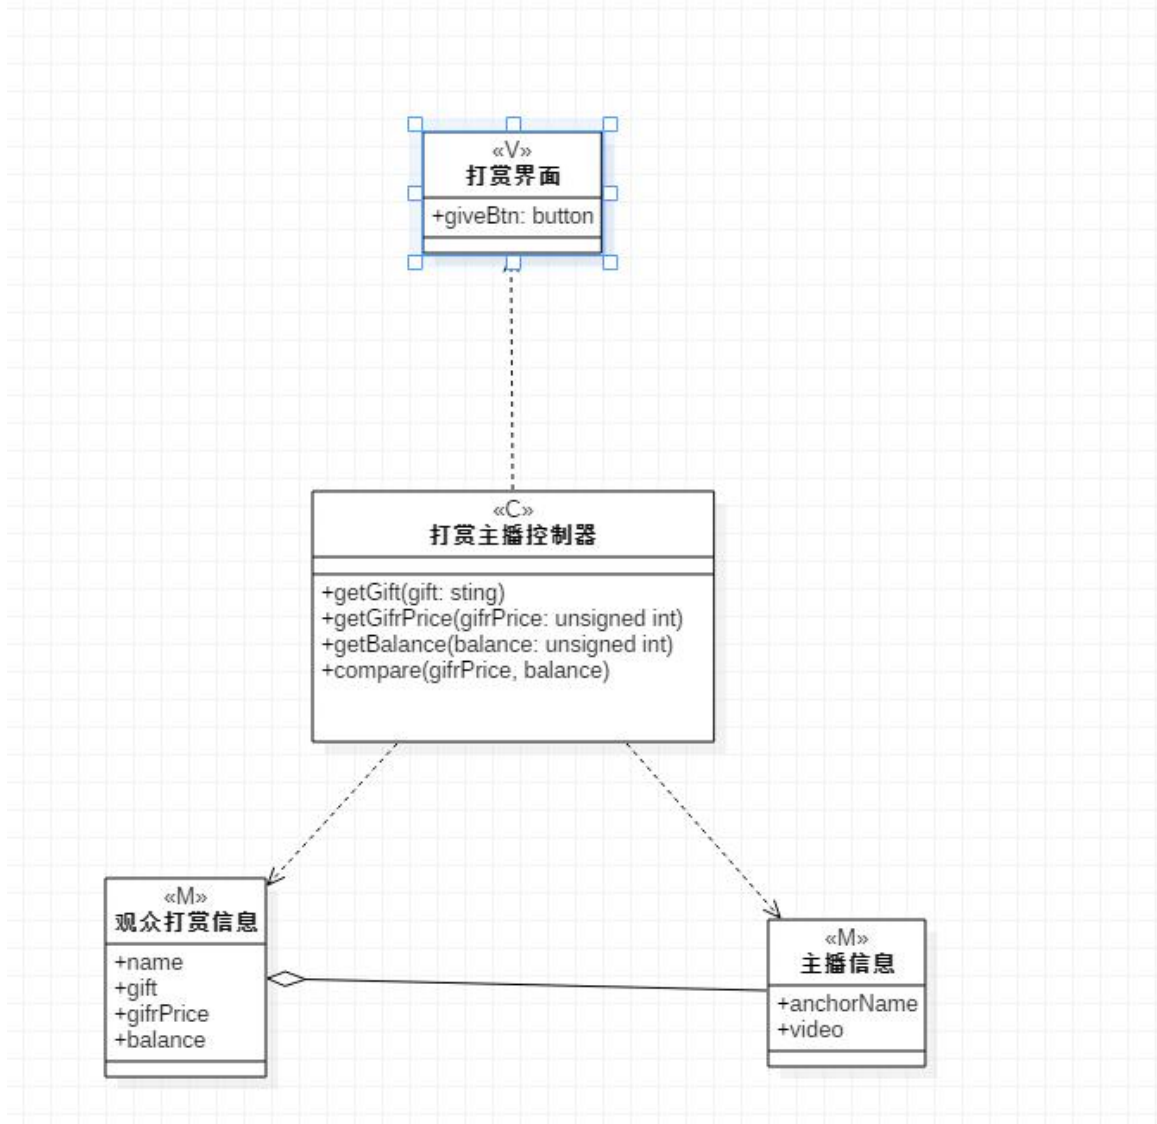 «V»
打赏界面
+giveBtn: button
«C»
打赏主播控制器
+getGift(gift: sting)
+getGifrPrice(gifrPrice: unsigned int)
+getBalance(balance: unsigned int)
+compare(gifrPrice, balance)
«M»
观众打赏信息
+name
+gift
+gifrPrice
+balance
«M»
主播信息
+anchorName
+video